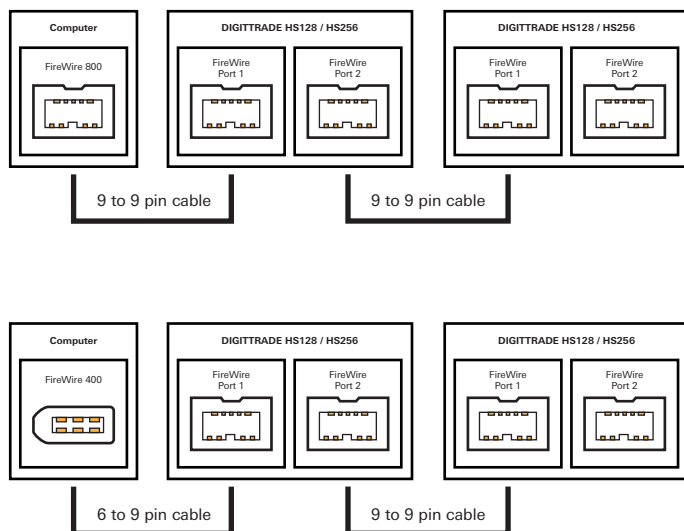 Computer
DIGITTRADE HS128 / HS256
DIGITTRADE HS128 / HS256
FireWire 800
FireWire
Port 1
FireWire
Port 2
FireWire
Port 1
FireWire
Port 2
9 to 9 pin cable
9 to 9 pin cable
Computer
DIGITTRADE HS128 / HS256
DIGITTRADE HS128 / HS256
FireWire 400
FireWire
Port 1
FireWire
Port 2
FireWire
Port 1
FireWire
Port 2
6 to 9 pin cable
9 to 9 pin cable